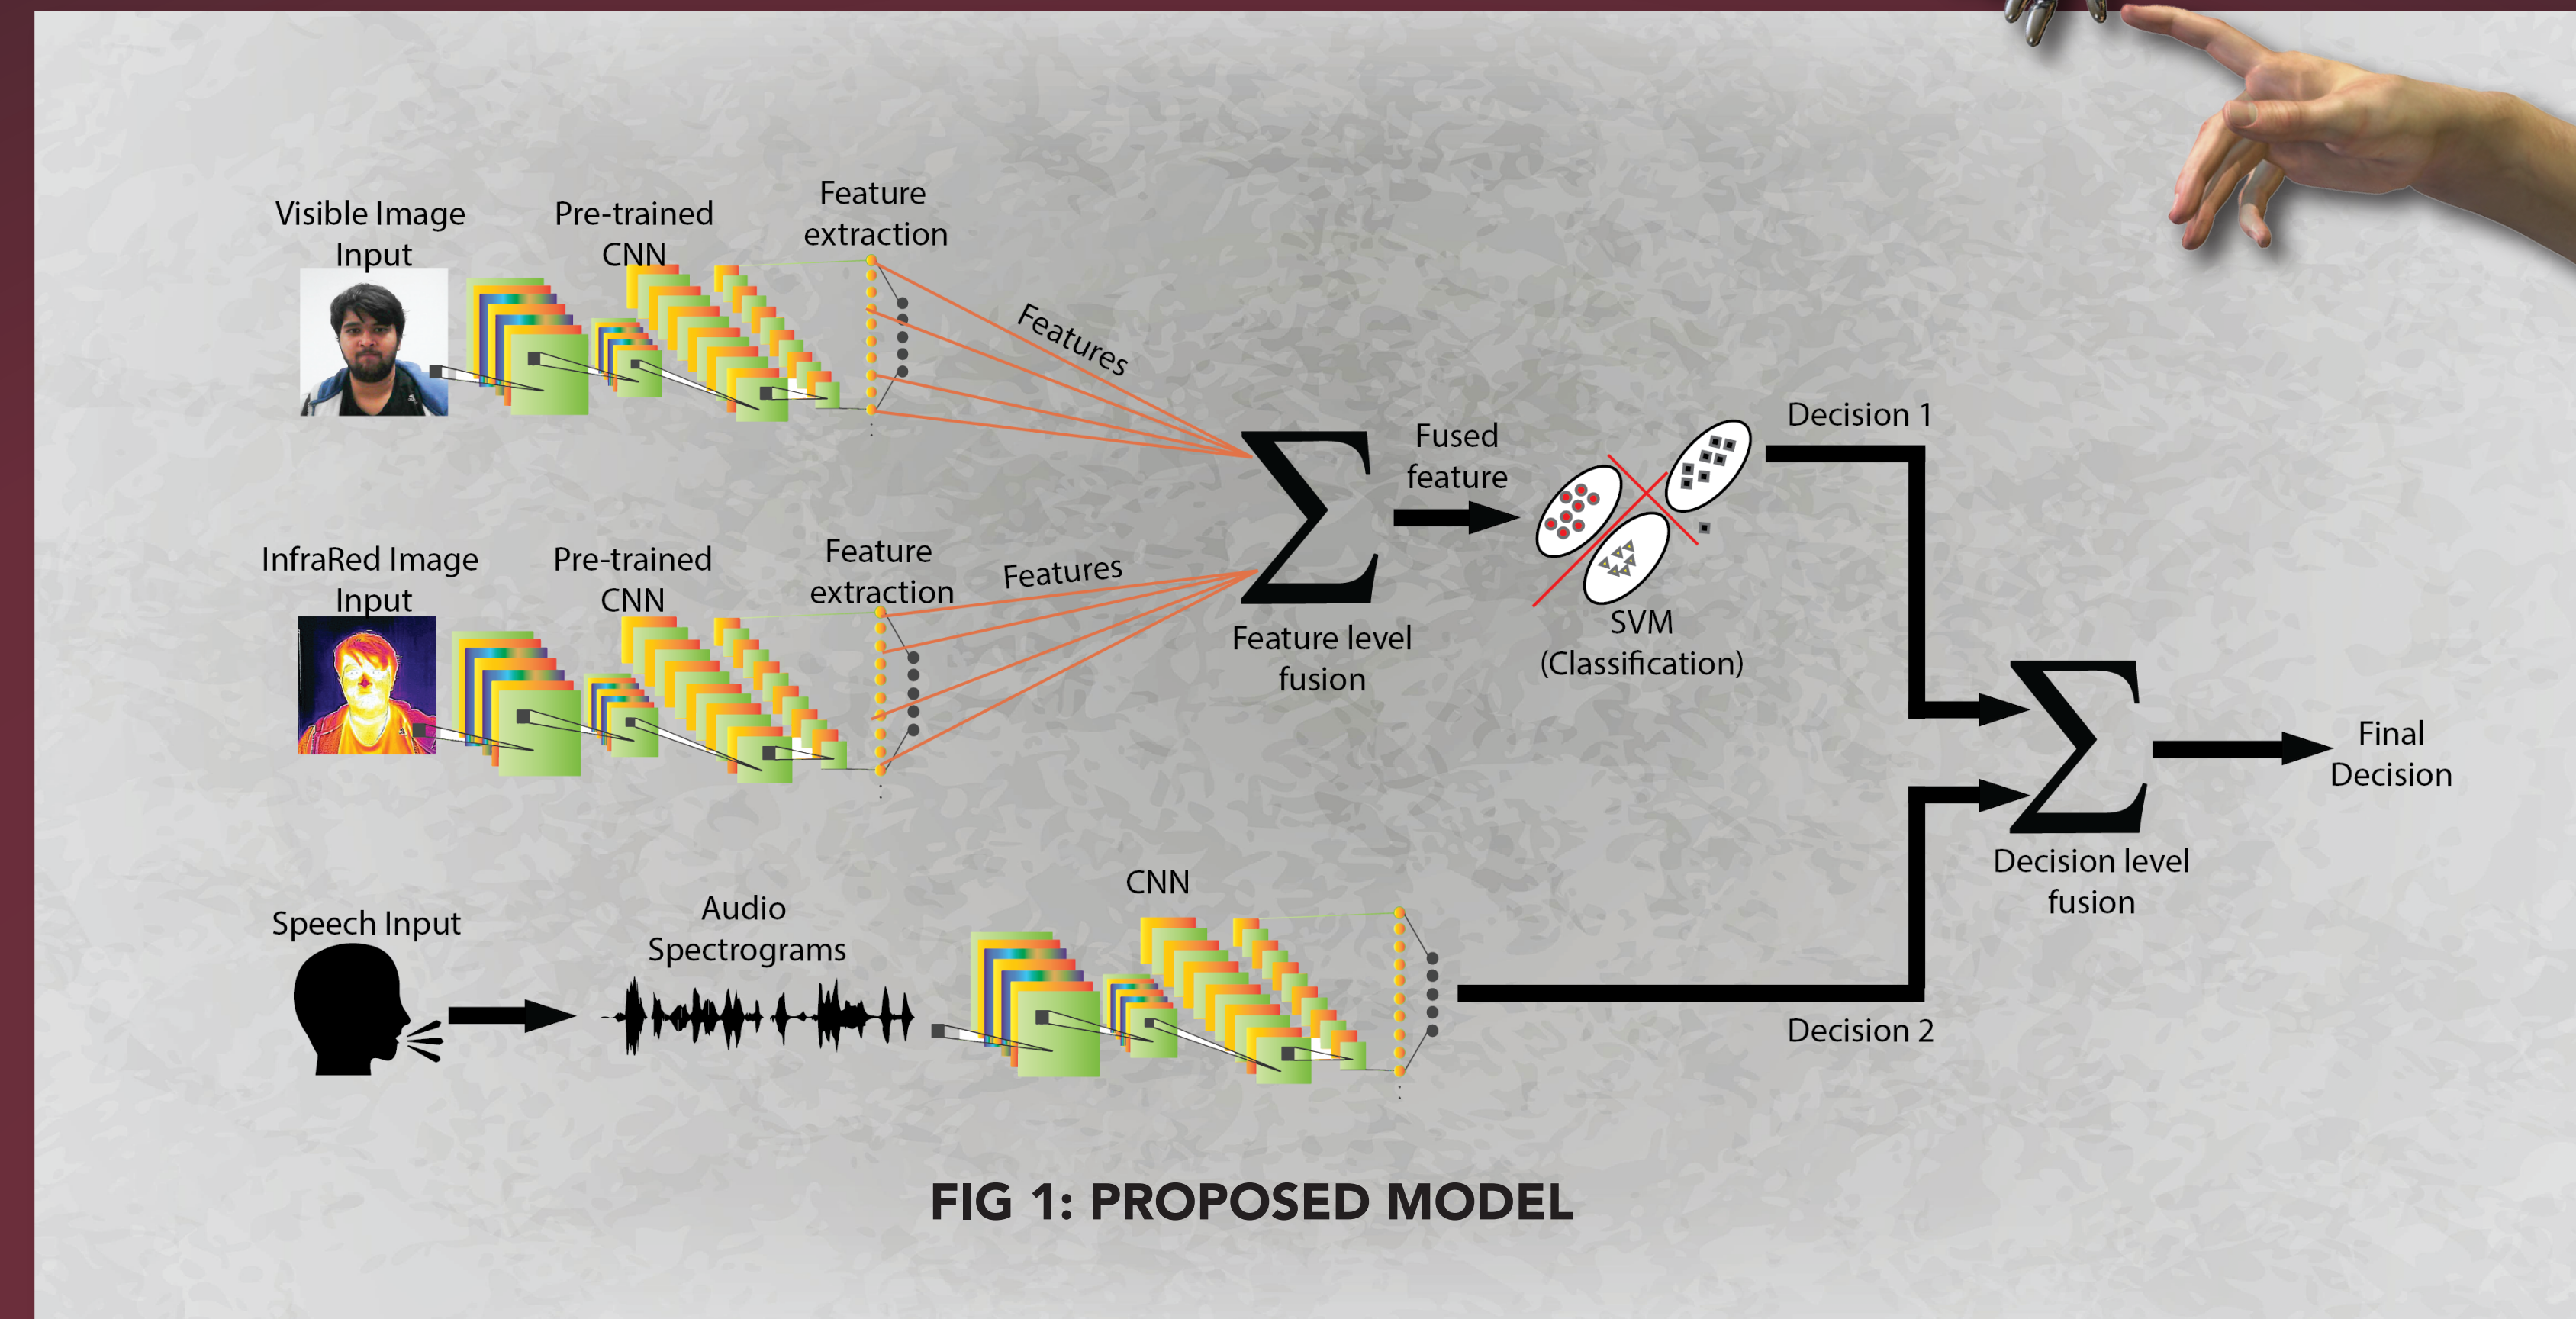 Visible Image
Input
Pre-trained
CNN
Feature
extraction
Features
InfraRed Image
Input
Pre-trained
CNN
Feature
extraction
Features
Feature level
fusion
Fused
feature
SVM
(Classification)
Decision 1
Speech Input
Audio
Spectrograms
CNN
Decision 2
Decision level
fusion
Final
Decision
FIG 1: PROPOSED MODEL